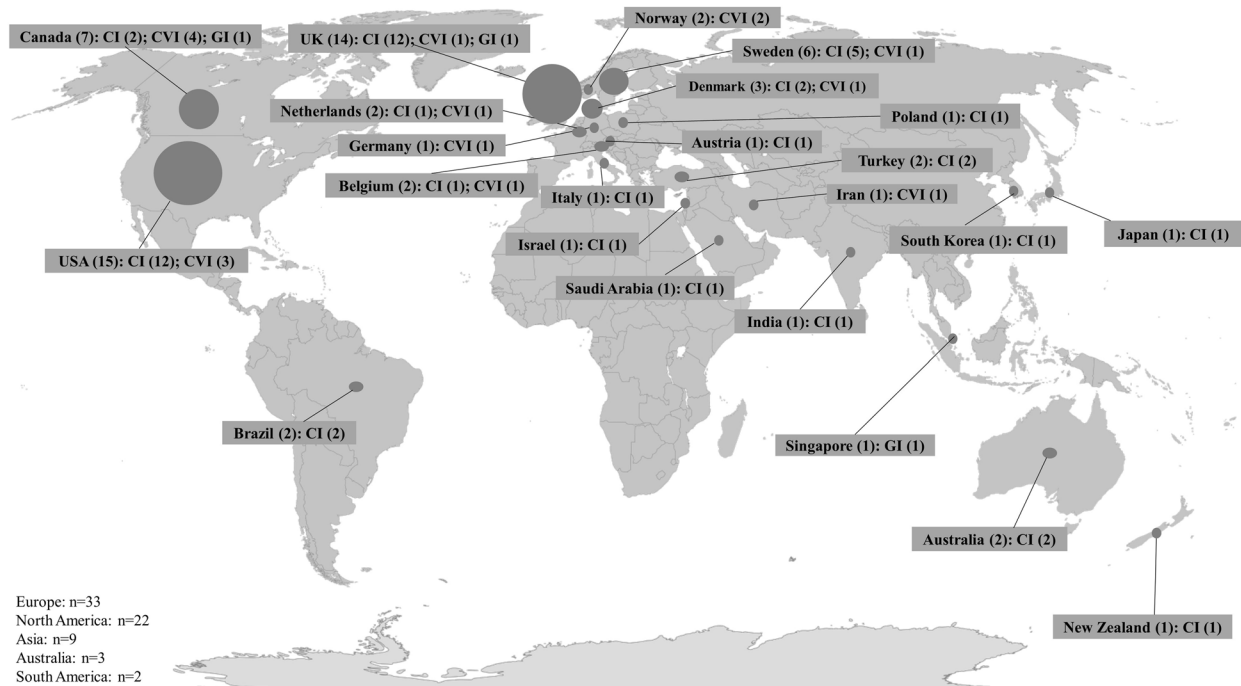 Norway (2): CVI (2)
Canada (7): CI (2); CVI (4); GI (1)
UK (14): CI (12); CVI (1); GI (1)
Sweden (6): CI (5); CVI (1)
Denmark (3): CI (2); CVI (1)
Netherlands (2): CI (1); CVI (1)
Poland (1): CI (1)
Germany (1): CVI (1)
Austria (1): CI (1)
Turkey (2): CI (2)
Belgium (2): CI (1); CVI (1)
Italy (1): CI (1)
Iran (1): CVI (1)
Israel (1): CI (1)
South Korea (1): CI (1)
Japan (1): CI (1)
USA (15): CI (12); CVI (3)
Saudi Arabia (1): CI (1)
India (1): CI (1)
Brazil (2): CI (2)
Singapore (1): GI (1)
Australia (2): CI (2)
New Zealand (1): CI (1)
Europe: n=33
North America: n=22
Asia: n=9
Australia: n=3
South America: n=2